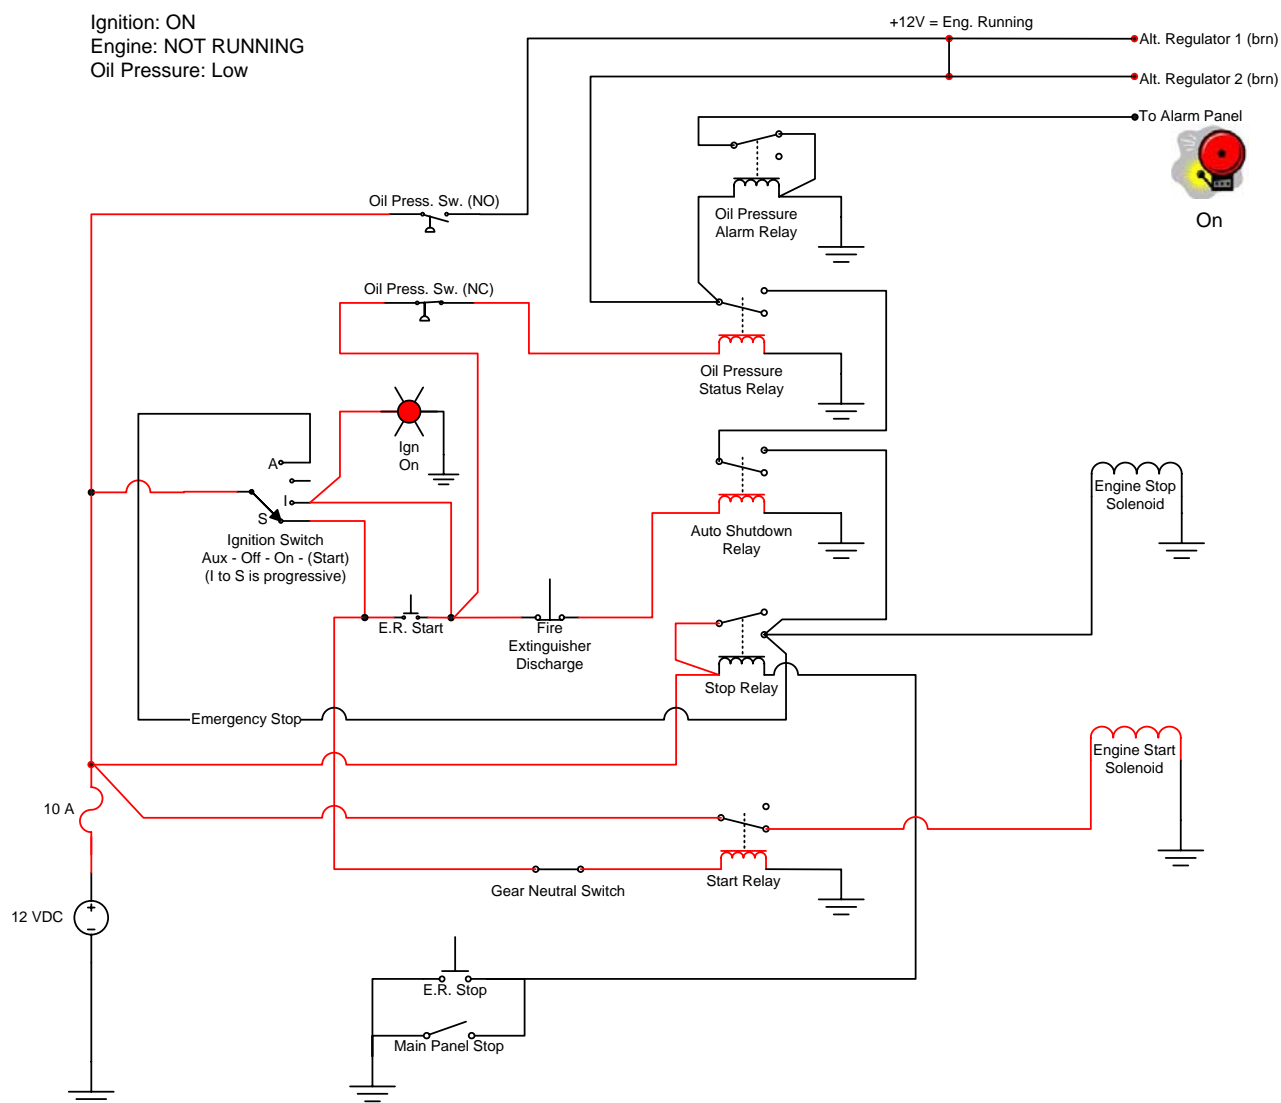 Ignition: ON
Engine: NOT RUNNING
Oil Pressure: Low
+12V = Eng. Running
Alt. Regulator 1 (brn)
Alt. Regulator 2 (brn)
To Alarm Panel
On
Oil Press. Sw. (NO)
Oil Pressure
Alarm Relay
Oil Press. Sw. (NC)
Oil Pressure
Status Relay
Ign
On
A
I
S
Ignition Switch
Aux - Off - On - (Start)
(I to S is progressive)
Auto Shutdown
Relay
Engine Stop
Solenoid
E.R. Start
Fire
Extinguisher
Discharge
Stop Relay
Emergency Stop
Engine Start
Solenoid
10 A
Start Relay
Gear Neutral Switch
12 VDC
+
–
E.R. Stop
Main Panel Stop